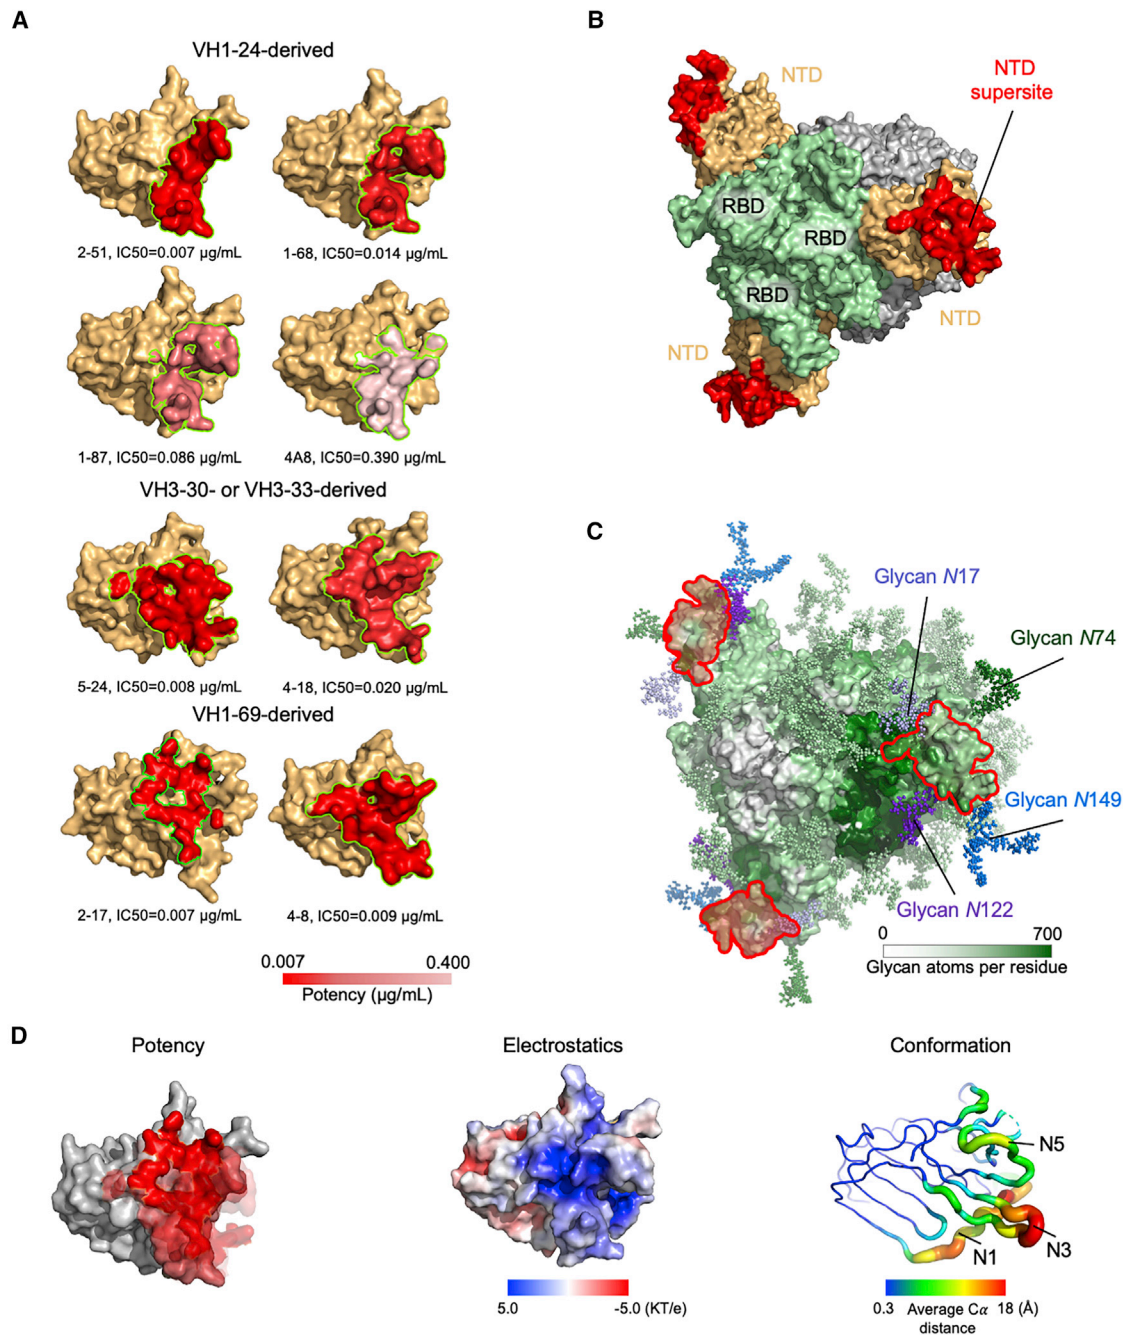 A
VH1-24-derived
2-51, IC50=0.007 µg/mL
1-68, IC50=0.014 µg/mL
1-87, IC50=0.086 µg/mL
4A8, IC50=0.390 µg/mL
VH3-30- or VH3-33-derived
5-24, IC50=0.008 µg/mL
4-18, IC50=0.020 µg/mL
VH1-69-derived
2-17, IC50=0.007 µg/mL
4-8, IC50=0.009 µg/mL
0.007
0.400
Potency (µg/mL)
B
NTD
NTD
supersite
RBD
RBD
RBD
NTD
NTD
C
Glycan N17
Glycan N74
Glycan N149
Glycan N122
0
700
Glycan atoms per residue
D
Potency
Electrostatics
5.0
-5.0 (KT/e)
Conformation
N5
N3
N1
0.3
Average Cα
distance
18 (Å)